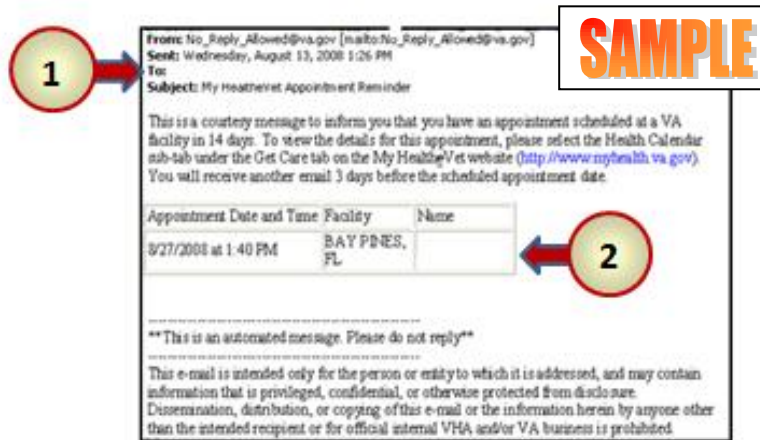 SAMPLE
1
From: No_Reply_Allowed@va.gov [mailto:No_Reply_Allowed@va.gov]
Sent: Wednesday, August 13, 2008 1:26 PM
To:
Subject: My HealtheVet Appointment Reminder
This is a courtesy message to inform you that you have an appointment scheduled at a VA
facility in 14 days. To view the details for this appointment, please select the Health Calendar
sub-tab under the Get Care tab on the My HealtheVet website (http://www.myhealth.va.gov).
You will receive another email 3 days before the scheduled appointment date.
Appointment Date and Time Facility Name
8/27/2008 at 1:40 PM BAY PINES,
FL
2
**This is an automated message. Please do not reply**
This e-mail is intended only for the person or entity to which it is addressed, and may contain
information that is privileged, confidential, or otherwise protected from disclosure.
Dissemination, distribution, or copying of this e-mail or the information herein by anyone other
than the intended recipient or for official internal VHA and/or VA business is prohibited.